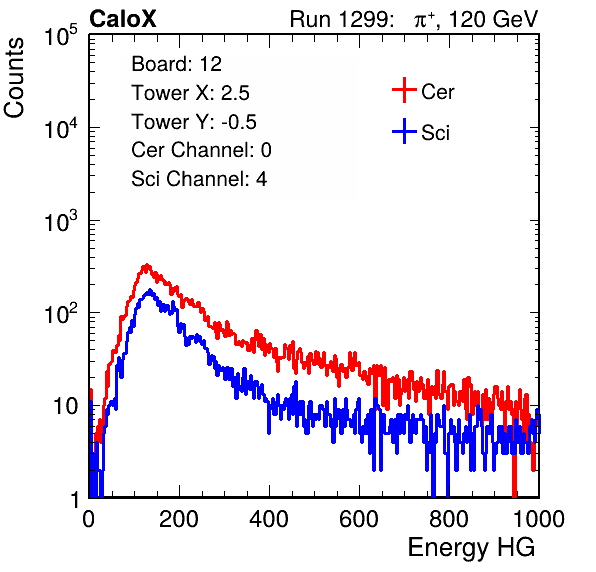 CaloX Run 1299: π⁺, 120 GeV
Counts
10⁵
10⁴
10³
10²
10
1
Board: 12
Tower X: 2.5
Tower Y: -0.5
Cer Channel: 0
Sci Channel: 4
Cer
Sci
0 200 400 600 800 1000
Energy HG